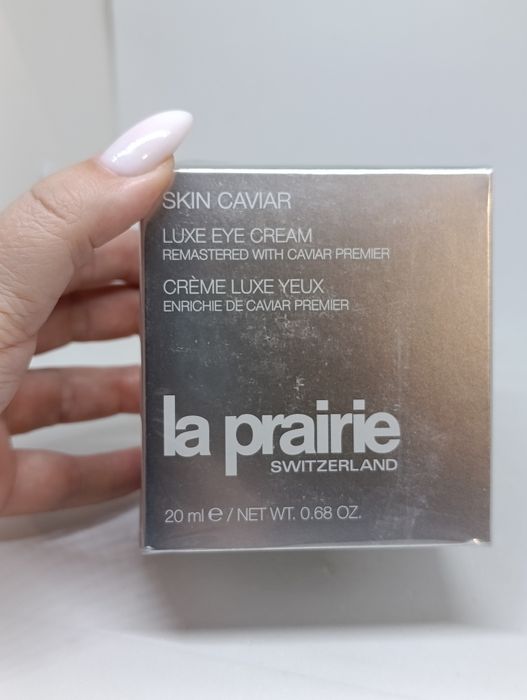 SKIN CAVIAR
LUXE EYE CREAM
REMASTERED WITH CAVIAR PREMIER
CRÈME LUXE YEUX
ENRICHIE DE CAVIAR PREMIER
la prairie
SWITZERLAND
20 ml ℮ / NET WT. 0.68 OZ.